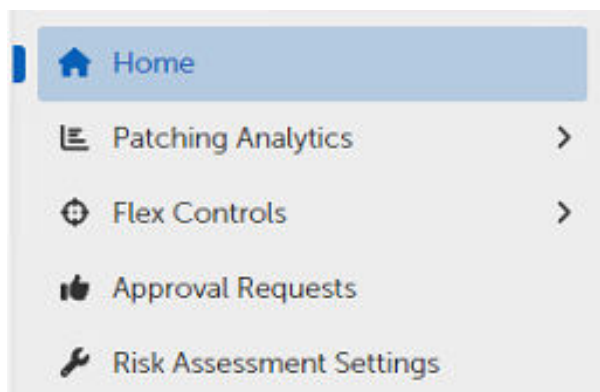 Home
Patching Analytics
Flex Controls
Approval Requests
Risk Assessment Settings